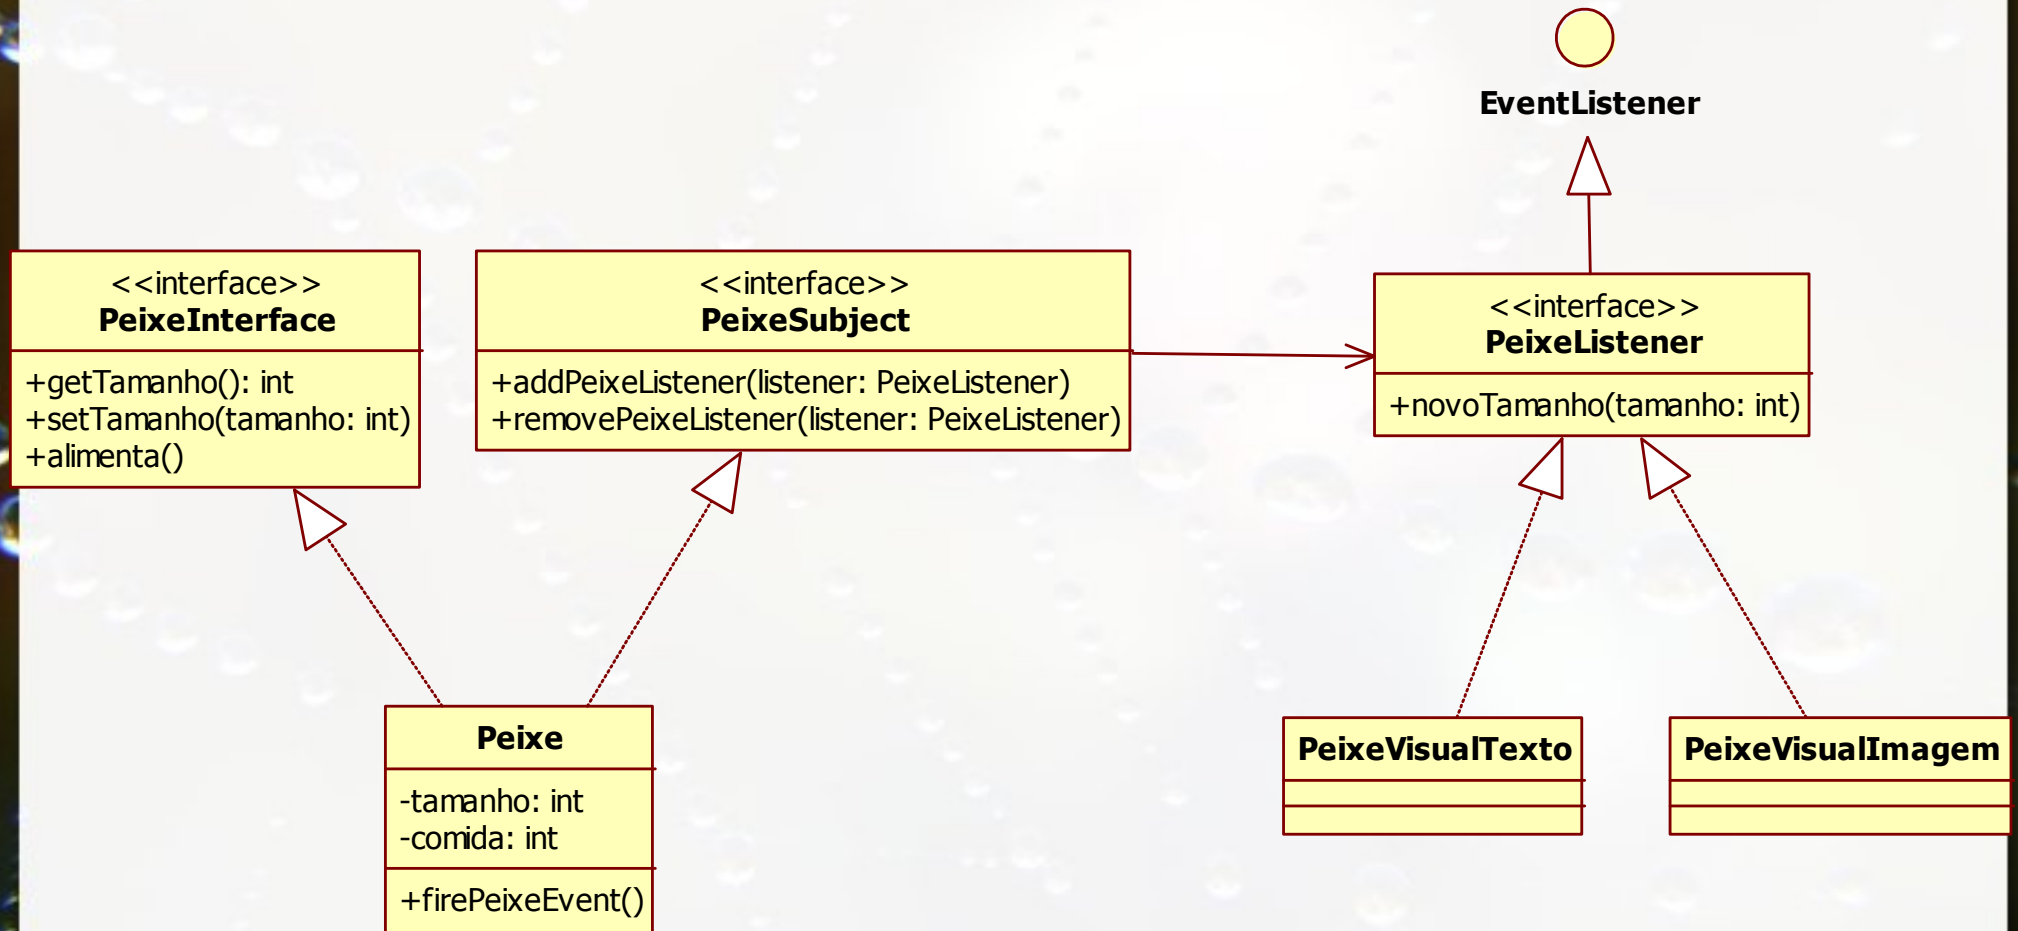 EventListener
<<interface>>
PeixeInterface
+getTamanho(): int
+setTamanho(tamanho: int)
+alimenta()
<<interface>>
PeixeSubject
+addPeixeListener(listener: PeixeListener)
+removePeixeListener(listener: PeixeListener)
<<interface>>
PeixeListener
+novoTamanho(tamanho: int)
Peixe
-tamanho: int
-comida: int
+firePeixeEvent()
PeixeVisualTexto
PeixeVisualImagem